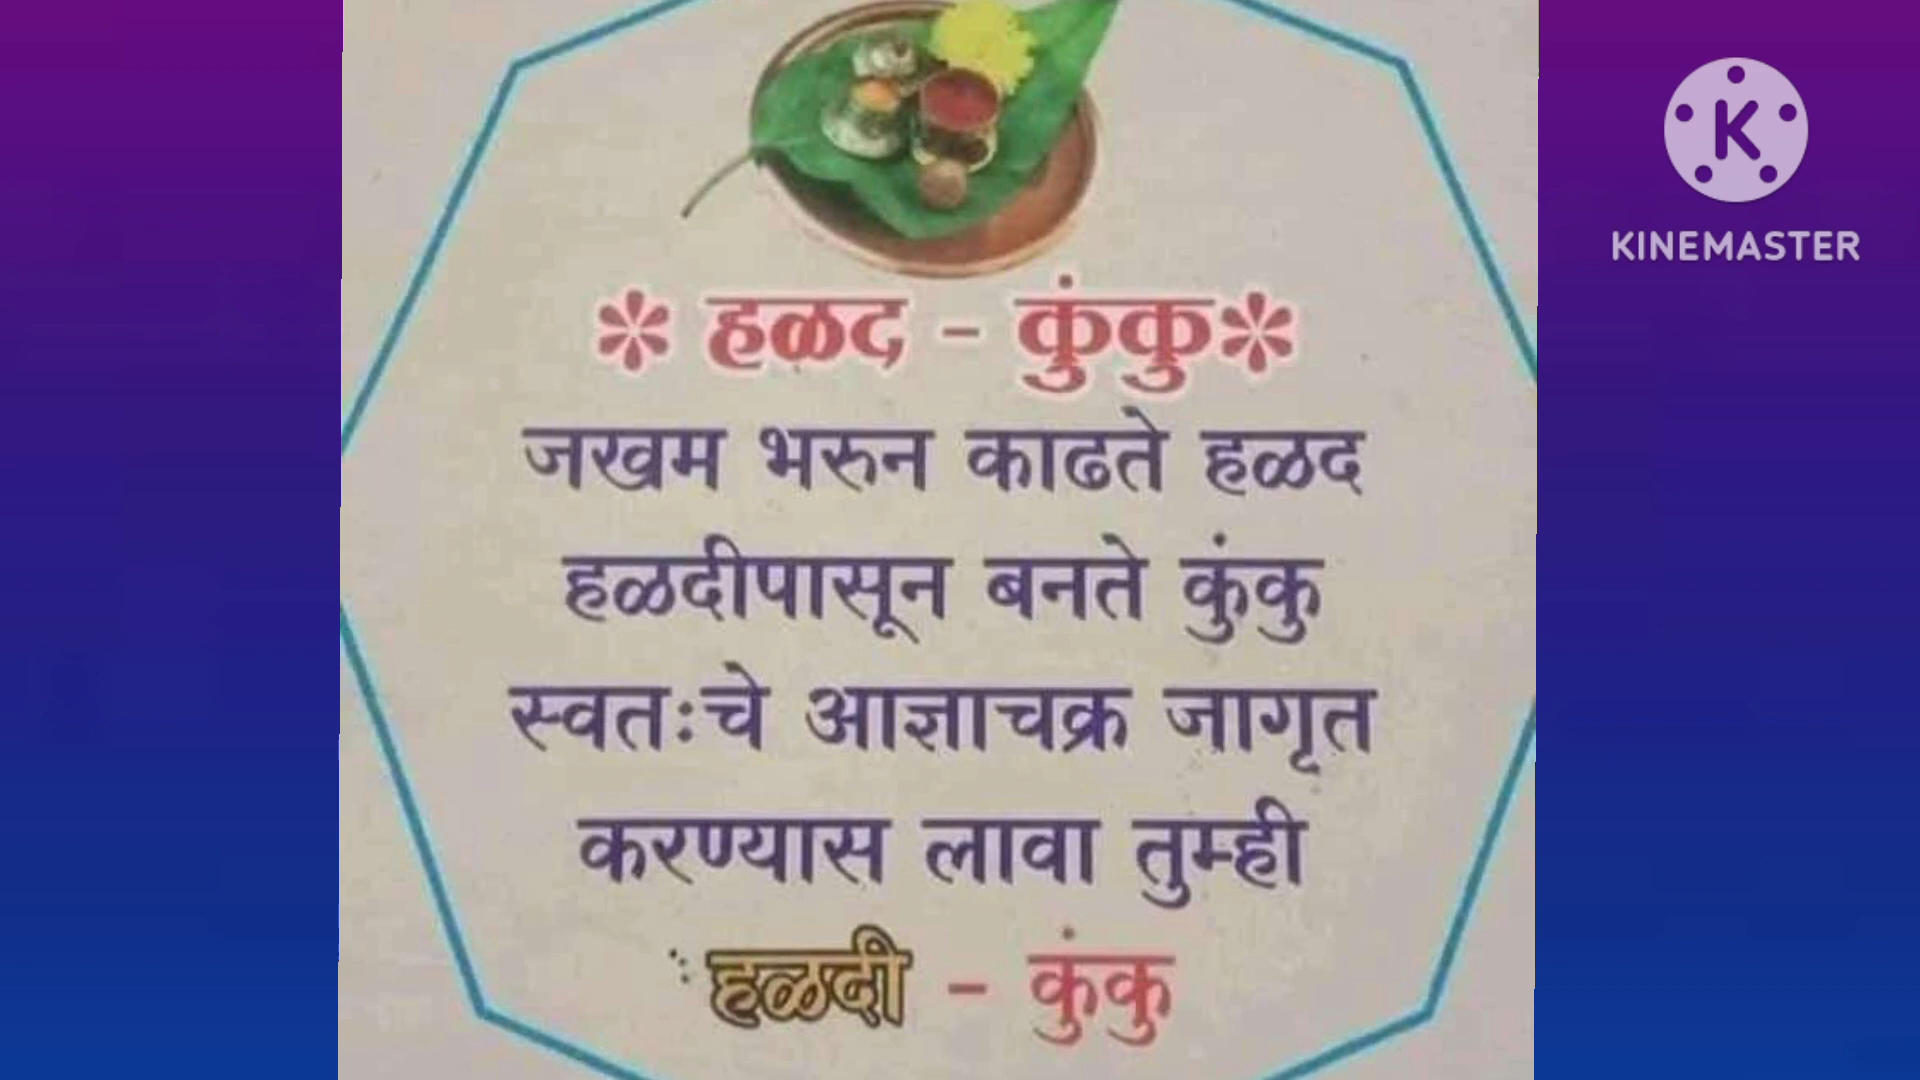 * हळद - कुंकु *
जखम भरुन काढते हळद
हळदीपासून बनते कुंकु
स्वतःचे आज्ञाचक्र जागृत
करण्यास लावा तुम्ही
हळदी - कुंकु
K
KINEMASTER